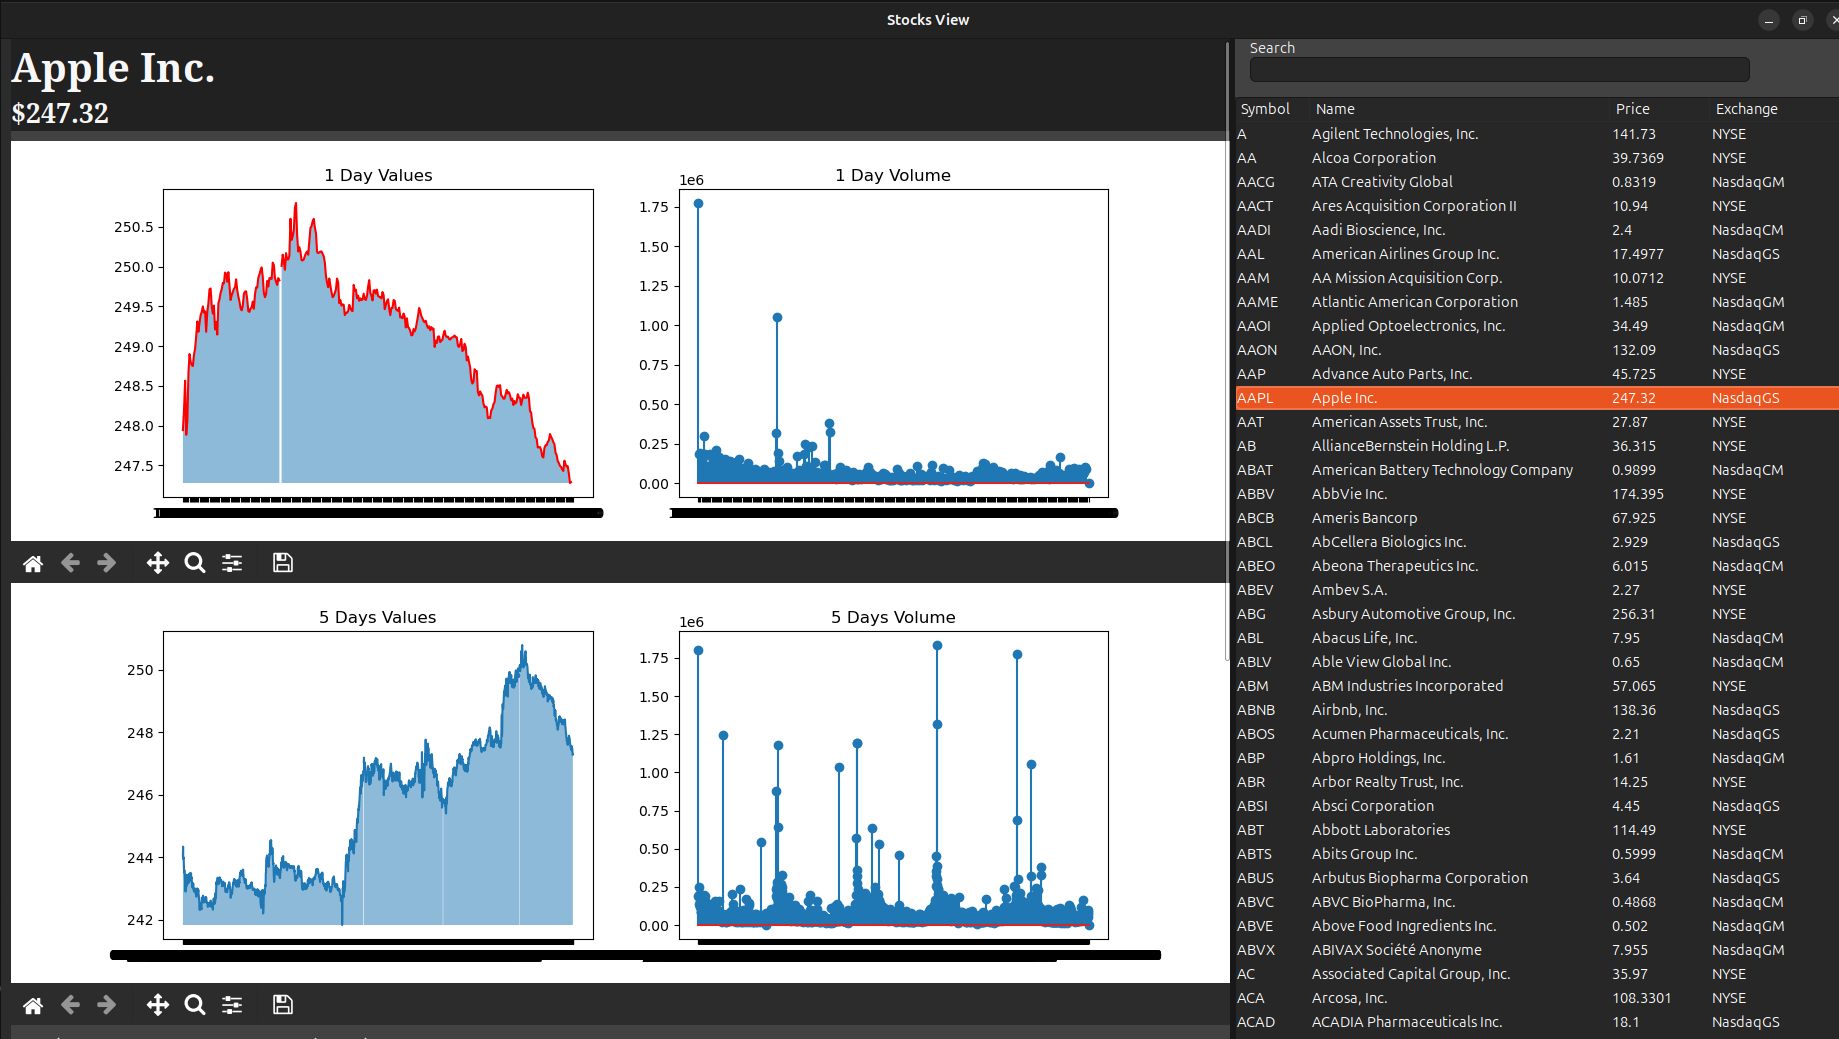 Stocks View
Apple Inc.
$247.32
1 Day Values
250.5
250.0
249.5
249.0
248.5
248.0
247.5
1 Day Volume
1e6
1.75
1.50
1.25
1.00
0.75
0.50
0.25
0.00
5 Days Values
250
248
246
244
242
5 Days Volume
1e6
1.75
1.50
1.25
1.00
0.75
0.50
0.25
0.00
Search
Symbol Name Price Exchange
A Agilent Technologies, Inc. 141.73 NYSE
AA Alcoa Corporation 39.7369 NYSE
AACG ATA Creativity Global 0.8319 NasdaqGM
AACT Ares Acquisition Corporation II 10.94 NYSE
AADI Aadi Bioscience, Inc. 2.4 NasdaqCM
AAL American Airlines Group Inc. 17.4977 NasdaqGS
AAM AA Mission Acquisition Corp. 10.0712 NYSE
AAME Atlantic American Corporation 1.485 NasdaqGM
AAOI Applied Optoelectronics, Inc. 34.49 NasdaqGM
AAON AAON, Inc. 132.09 NasdaqGS
AAP Advance Auto Parts, Inc. 45.725 NYSE
AAPL Apple Inc. 247.32 NasdaqGS
AAT American Assets Trust, Inc. 27.87 NYSE
AB AllianceBernstein Holding L.P. 36.315 NYSE
ABAT American Battery Technology Company 0.9899 NasdaqCM
ABBV AbbVie Inc. 174.395 NYSE
ABCB Ameris Bancorp 67.925 NYSE
ABCL AbCellera Biologics Inc. 2.929 NasdaqGS
ABEO Abeona Therapeutics Inc. 6.015 NasdaqCM
ABEV Ambev S.A. 2.27 NYSE
ABG Asbury Automotive Group, Inc. 256.31 NYSE
ABL Abacus Life, Inc. 7.95 NasdaqCM
ABLV Able View Global Inc. 0.65 NasdaqCM
ABM ABM Industries Incorporated 57.065 NYSE
ABNB Airbnb, Inc. 138.36 NasdaqGS
ABOS Acumen Pharmaceuticals, Inc. 2.21 NasdaqGS
ABP Abpro Holdings, Inc. 1.61 NasdaqGM
ABR Arbor Realty Trust, Inc. 14.25 NYSE
ABSI Absci Corporation 4.45 NasdaqGS
ABT Abbott Laboratories 114.49 NYSE
ABTS Abits Group Inc. 0.5999 NasdaqCM
ABUS Arbutus Biopharma Corporation 3.64 NasdaqGS
ABVC ABVC BioPharma, Inc. 0.4868 NasdaqCM
ABVE Above Food Ingredients Inc. 0.502 NasdaqGM
ABVX ABIVAX Société Anonyme 7.955 NasdaqGM
AC Associated Capital Group, Inc. 35.97 NYSE
ACA Arcosa, Inc. 108.3301 NYSE
ACAD ACADIA Pharmaceuticals Inc. 18.1 NasdaqGS